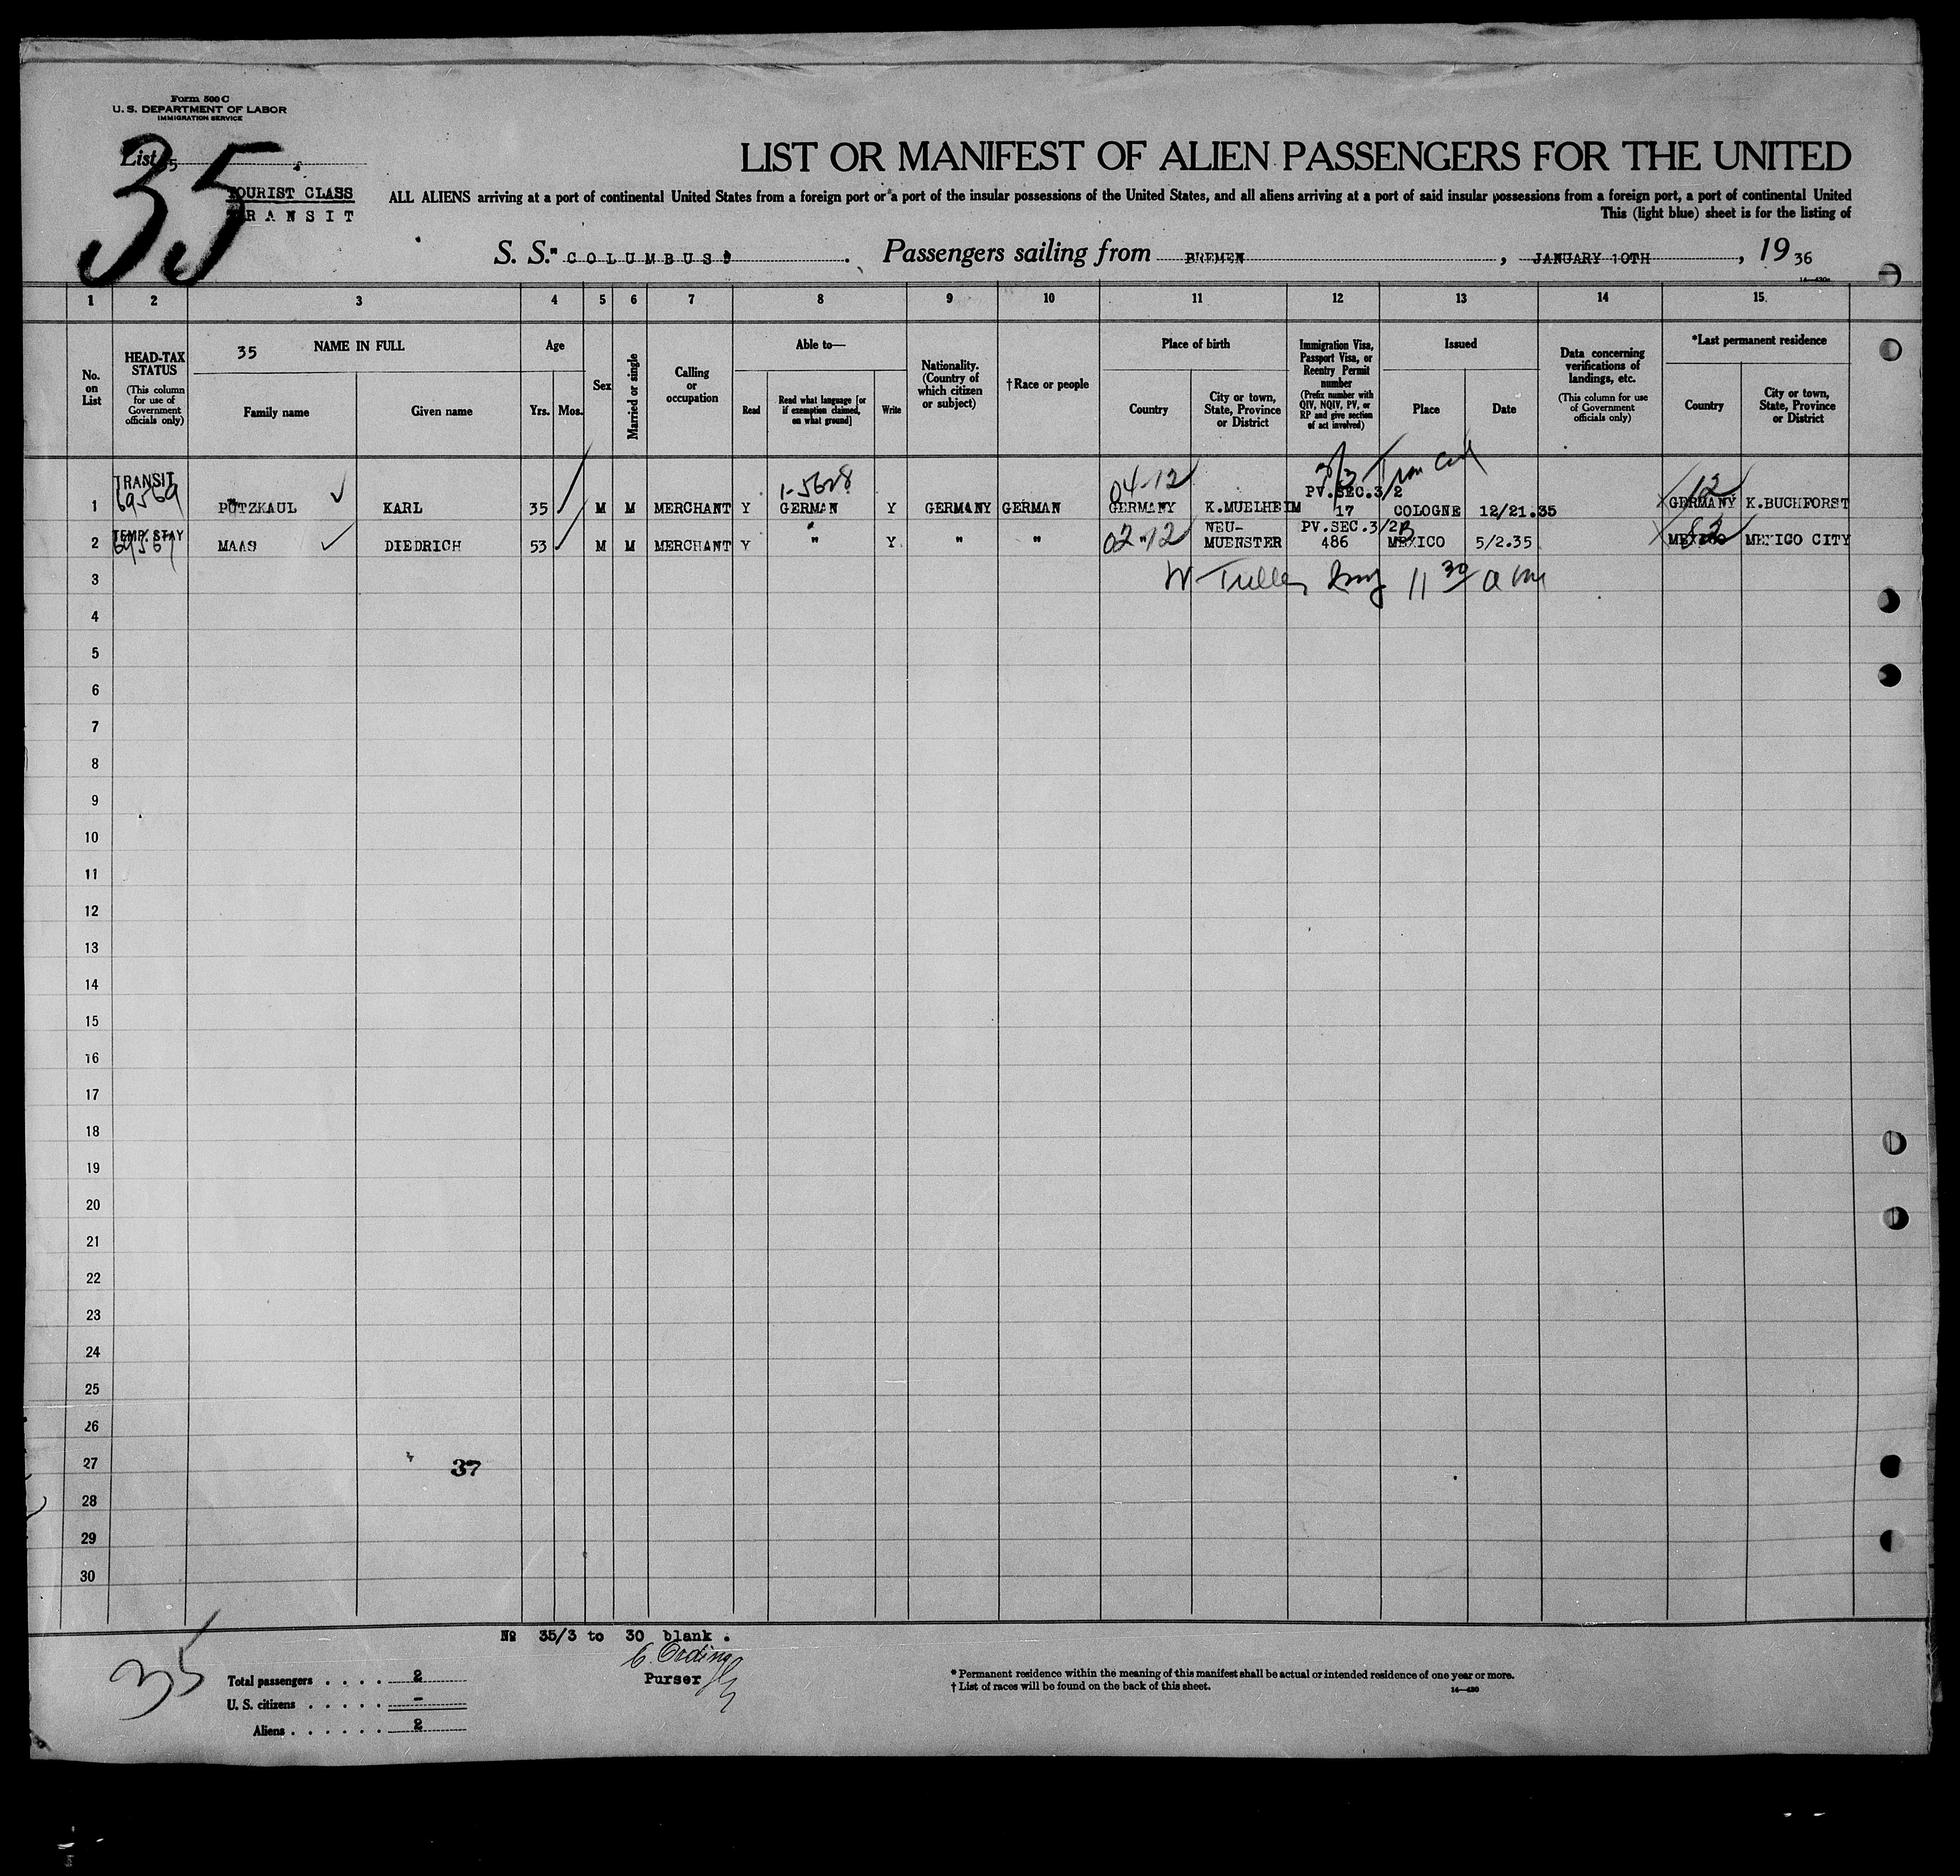 Form 500 C
U. S. DEPARTMENT OF LABOR
IMMIGRATION SERVICE
List 35
35
TOURIST CLASS
TRANSIT
LIST OR MANIFEST OF ALIEN PASSENGERS FOR THE UNITED
ALL ALIENS arriving at a port of continental United States from a foreign port or a port of the insular possessions of the United States, and all aliens arriving at a port of said insular possessions from a foreign port, a port of continental United
This (light blue) sheet is for the listing of
S. S. "COLUMBUS" . Passengers sailing from BREMEN , JANUARY 10TH , 19 36
1 2 3 4 5 6 7 8 9 10 11 12 13 14 15
No. on List
HEAD-TAX STATUS (This column for use of Government officials only)
35 NAME IN FULL
Family name Given name
Age
Yrs. Mos.
Sex
Married or single
Calling or occupation
Able to—
Read
Read what language [or if exemption claimed, on what ground]
Write
Nationality. (Country of which citizen or subject)
†Race or people
Place of birth
Country
City or town, State, Province or District
Immigration Visa, Passport Visa, or Reentry Permit number (Prefix number with QIV, NQIV, PV, or RP and give section of act involved)
Issued
Place Date
Data concerning verifications of landings, etc. (This column for use of Government officials only)
*Last permanent residence
Country
City or town, State, Province or District
TRANSIT 69569 1-5628 04-12 3/3 PV.SEC.3/2 12
1 PÜTZKAUL KARL 35 M M MERCHANT Y GERMAN Y GERMANY GERMAN GERMANY K.MUELHEIM 17 COLOGNE 12/21.35 GERMANY K.BUCHFORST
TEMP. STAY 69567 NEU- PV.SEC.3/2B
2 MAAS DIEDRICH 53 M M MERCHANT Y " Y " " 02-12 MUENSTER 486 MEXICO 5/2.35 82 MEXICO MEXICO CITY
3 11 30 a m
4
5
6
7
8
9
10
11
12
13
14
15
16
17
18
19
20
21
22
23
24
25
26
27 37
28
29
30
№ 35/3 to 30 blank .
35
Purser
Total passengers . . . . 2
U. S. citizens . . . . . –
Aliens . . . . . . 2
* Permanent residence within the meaning of this manifest shall be actual or intended residence of one year or more.
† List of races will be found on the back of this sheet.
14—430